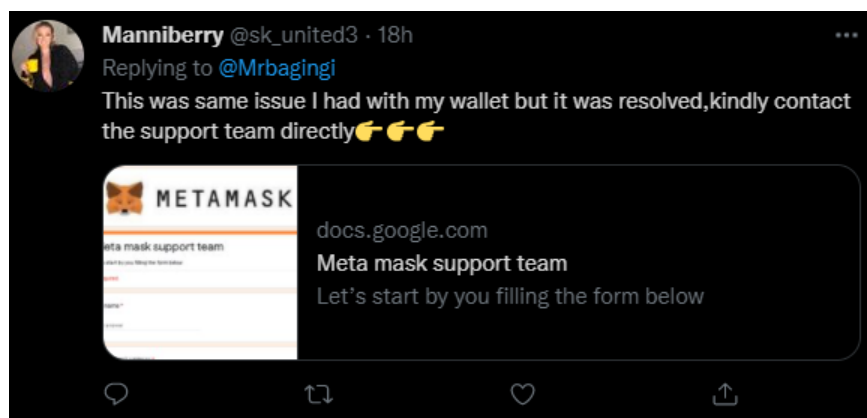 Manniberry @sk_united3 · 18h
Replying to @Mrbagingi
This was same issue I had with my wallet but it was resolved,kindly contact
the support team directly👉👉👉
METAMASK
eta mask support team
docs.google.com
Meta mask support team
Let's start by you filling the form below